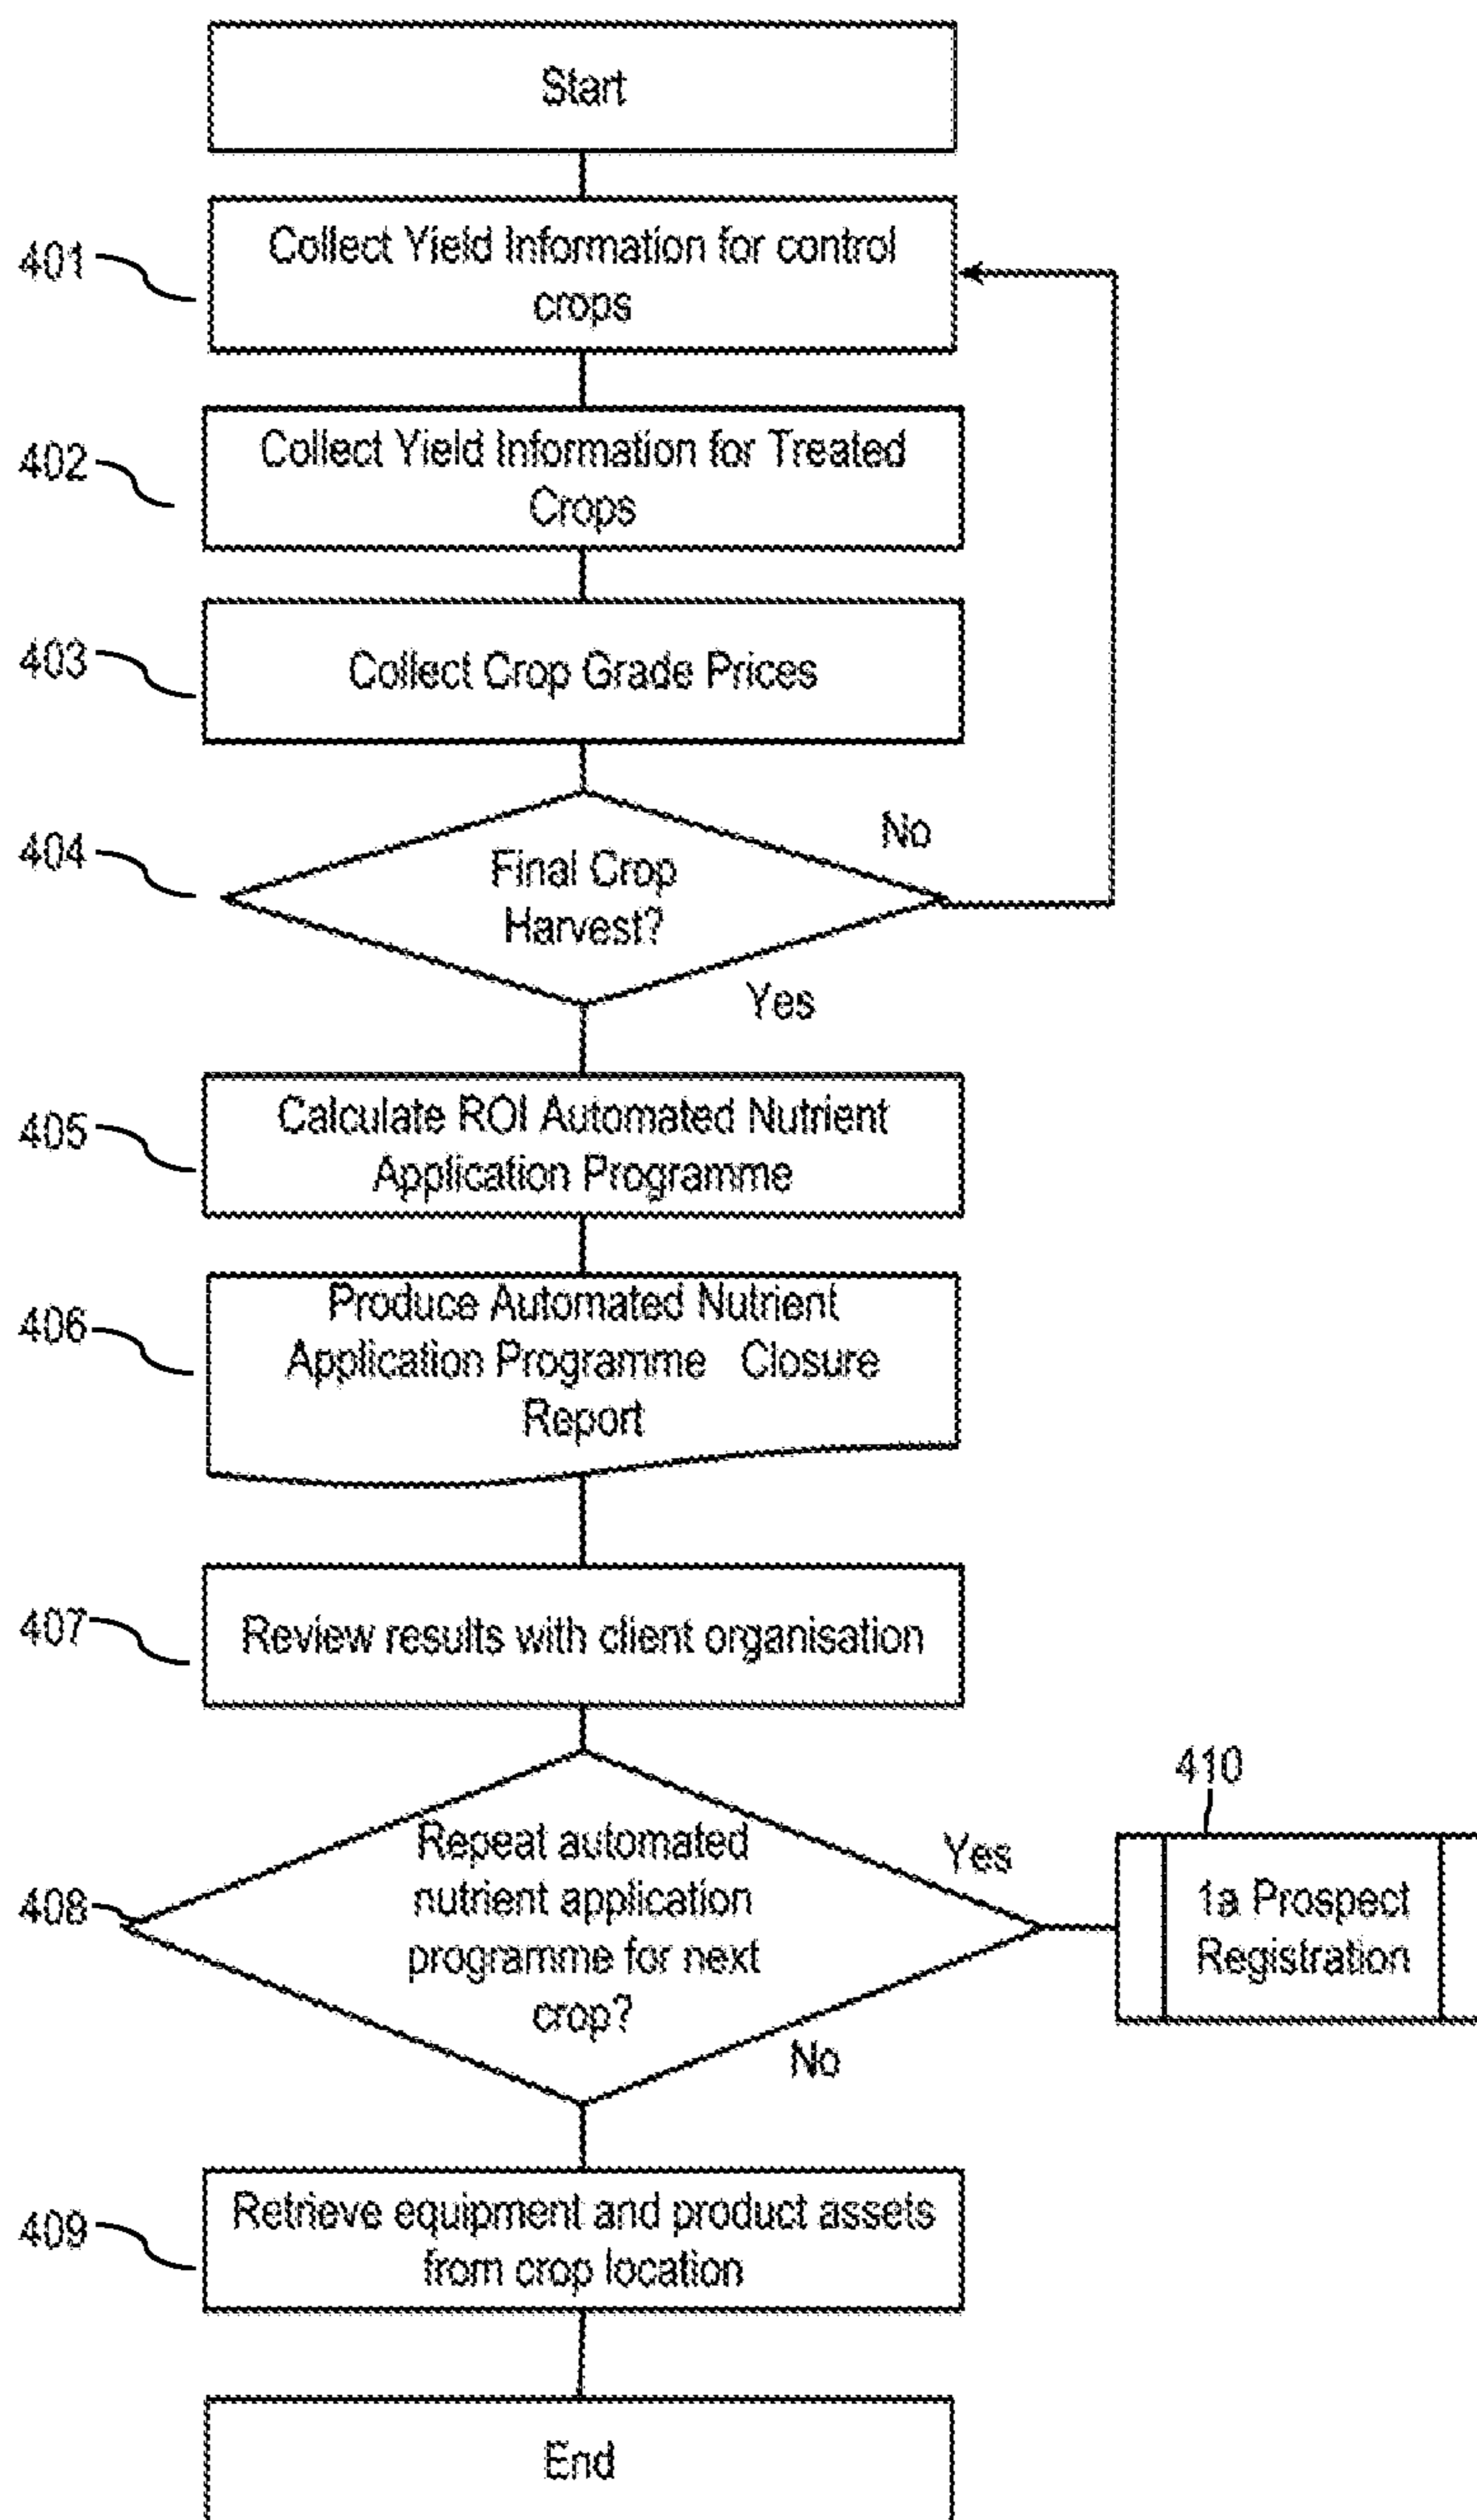 Start
401
Collect Yield Information for control
crops
402
Collect Yield Information for Treated
Crops
403
Collect Crop Grade Prices
404
Final Crop
Harvest?
No
Yes
405
Calculate ROI Automated Nutrient
Application Programme
406
Produce Automated Nutrient
Application Programme Closure
Report
407
Review results with client organisation
408
Repeat automated
nutrient application
programme for next
crop?
Yes
No
410
1a Prospect
Registration
409
Retrieve equipment and product assets
from crop location
End